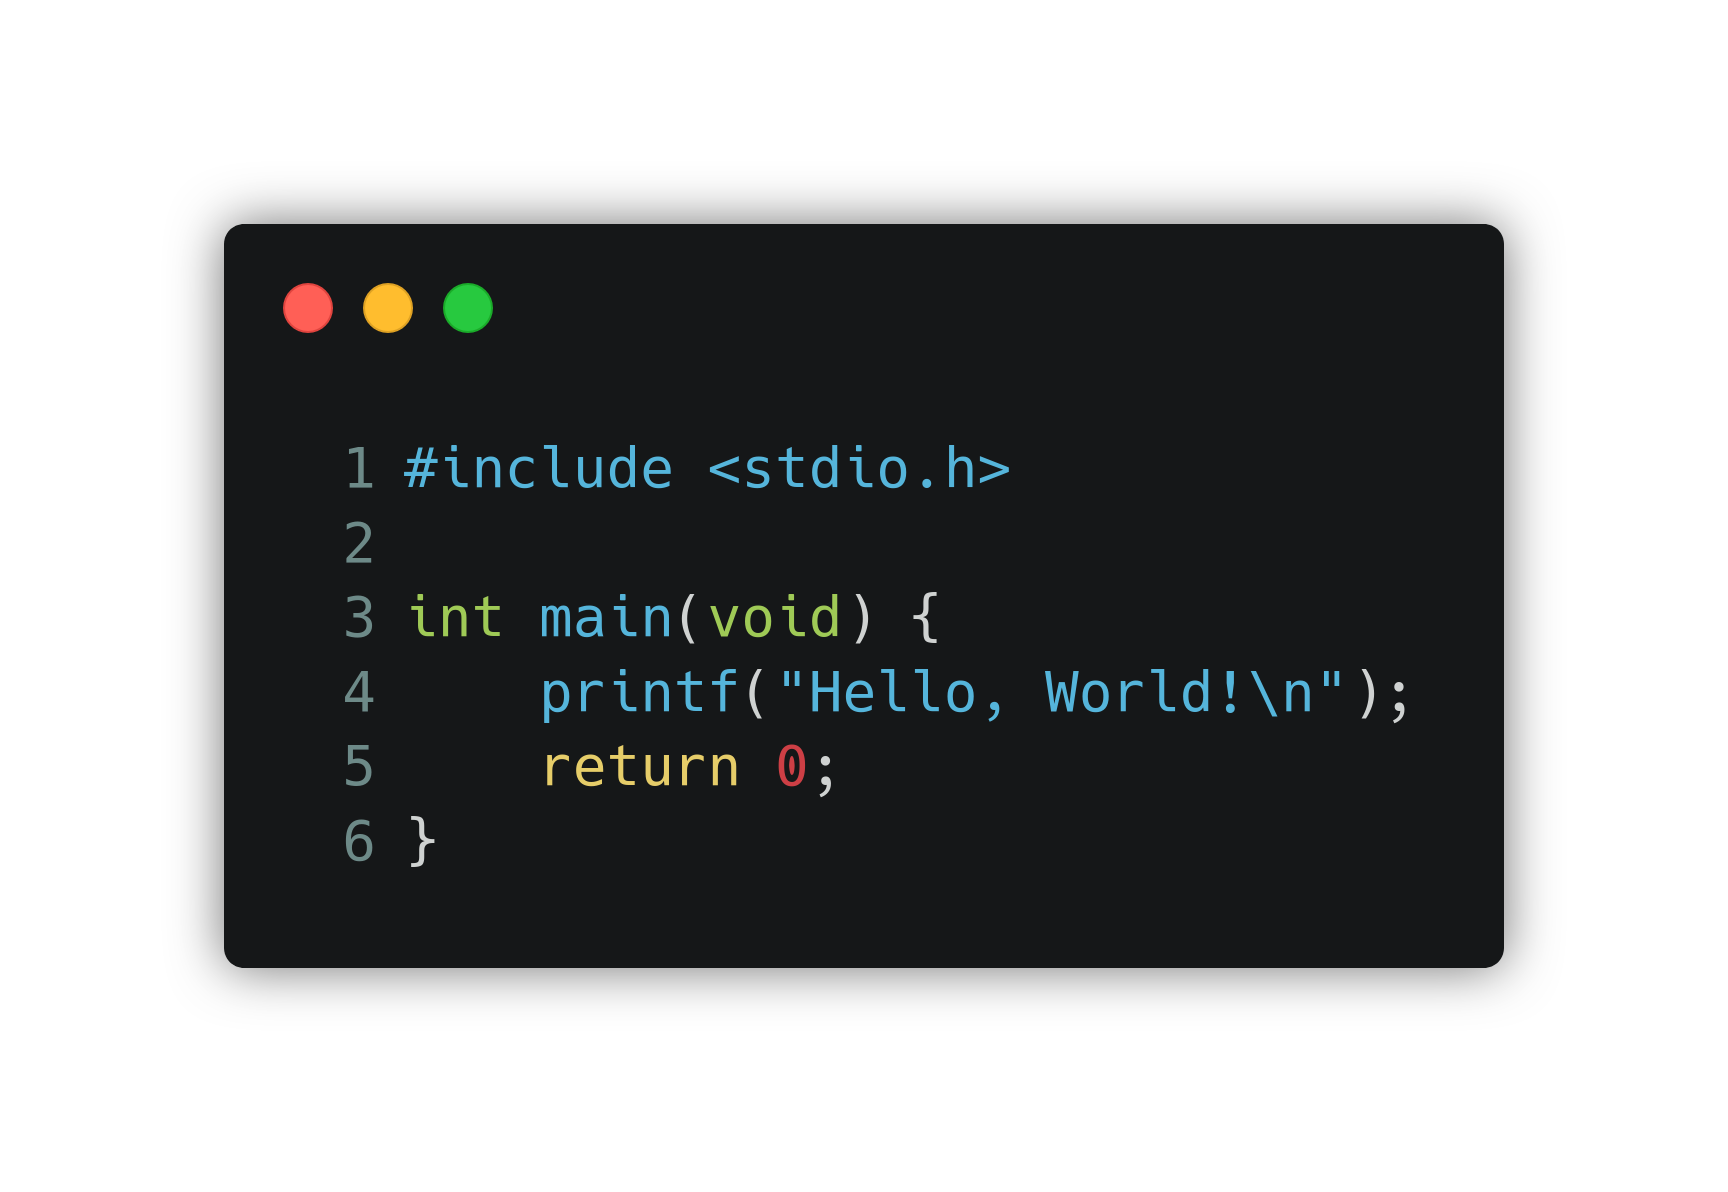 1 #include <stdio.h>
2
3 int main(void) {
4     printf("Hello, World!\n");
5     return 0;
6 }